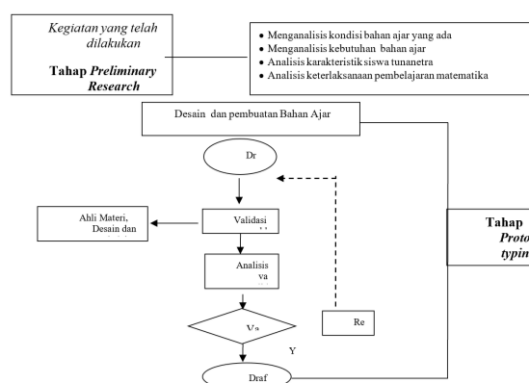 Kegiatan yang telah
dilakukan
Tahap Preliminary
Research
• Menganalisis kondisi bahan ajar yang ada
• Menganalisis kebutuhan bahan ajar
• Analisis karakteristik siswa tunanetra
• Analisis keterlaksanaan pembelajaran matematika
Desain dan pembuatan Bahan Ajar
Dr
Validasi
Ahli Materi,
Desain dan
Analisis
va
Tahap
Proto
typin
Va
Re
Y
Draf